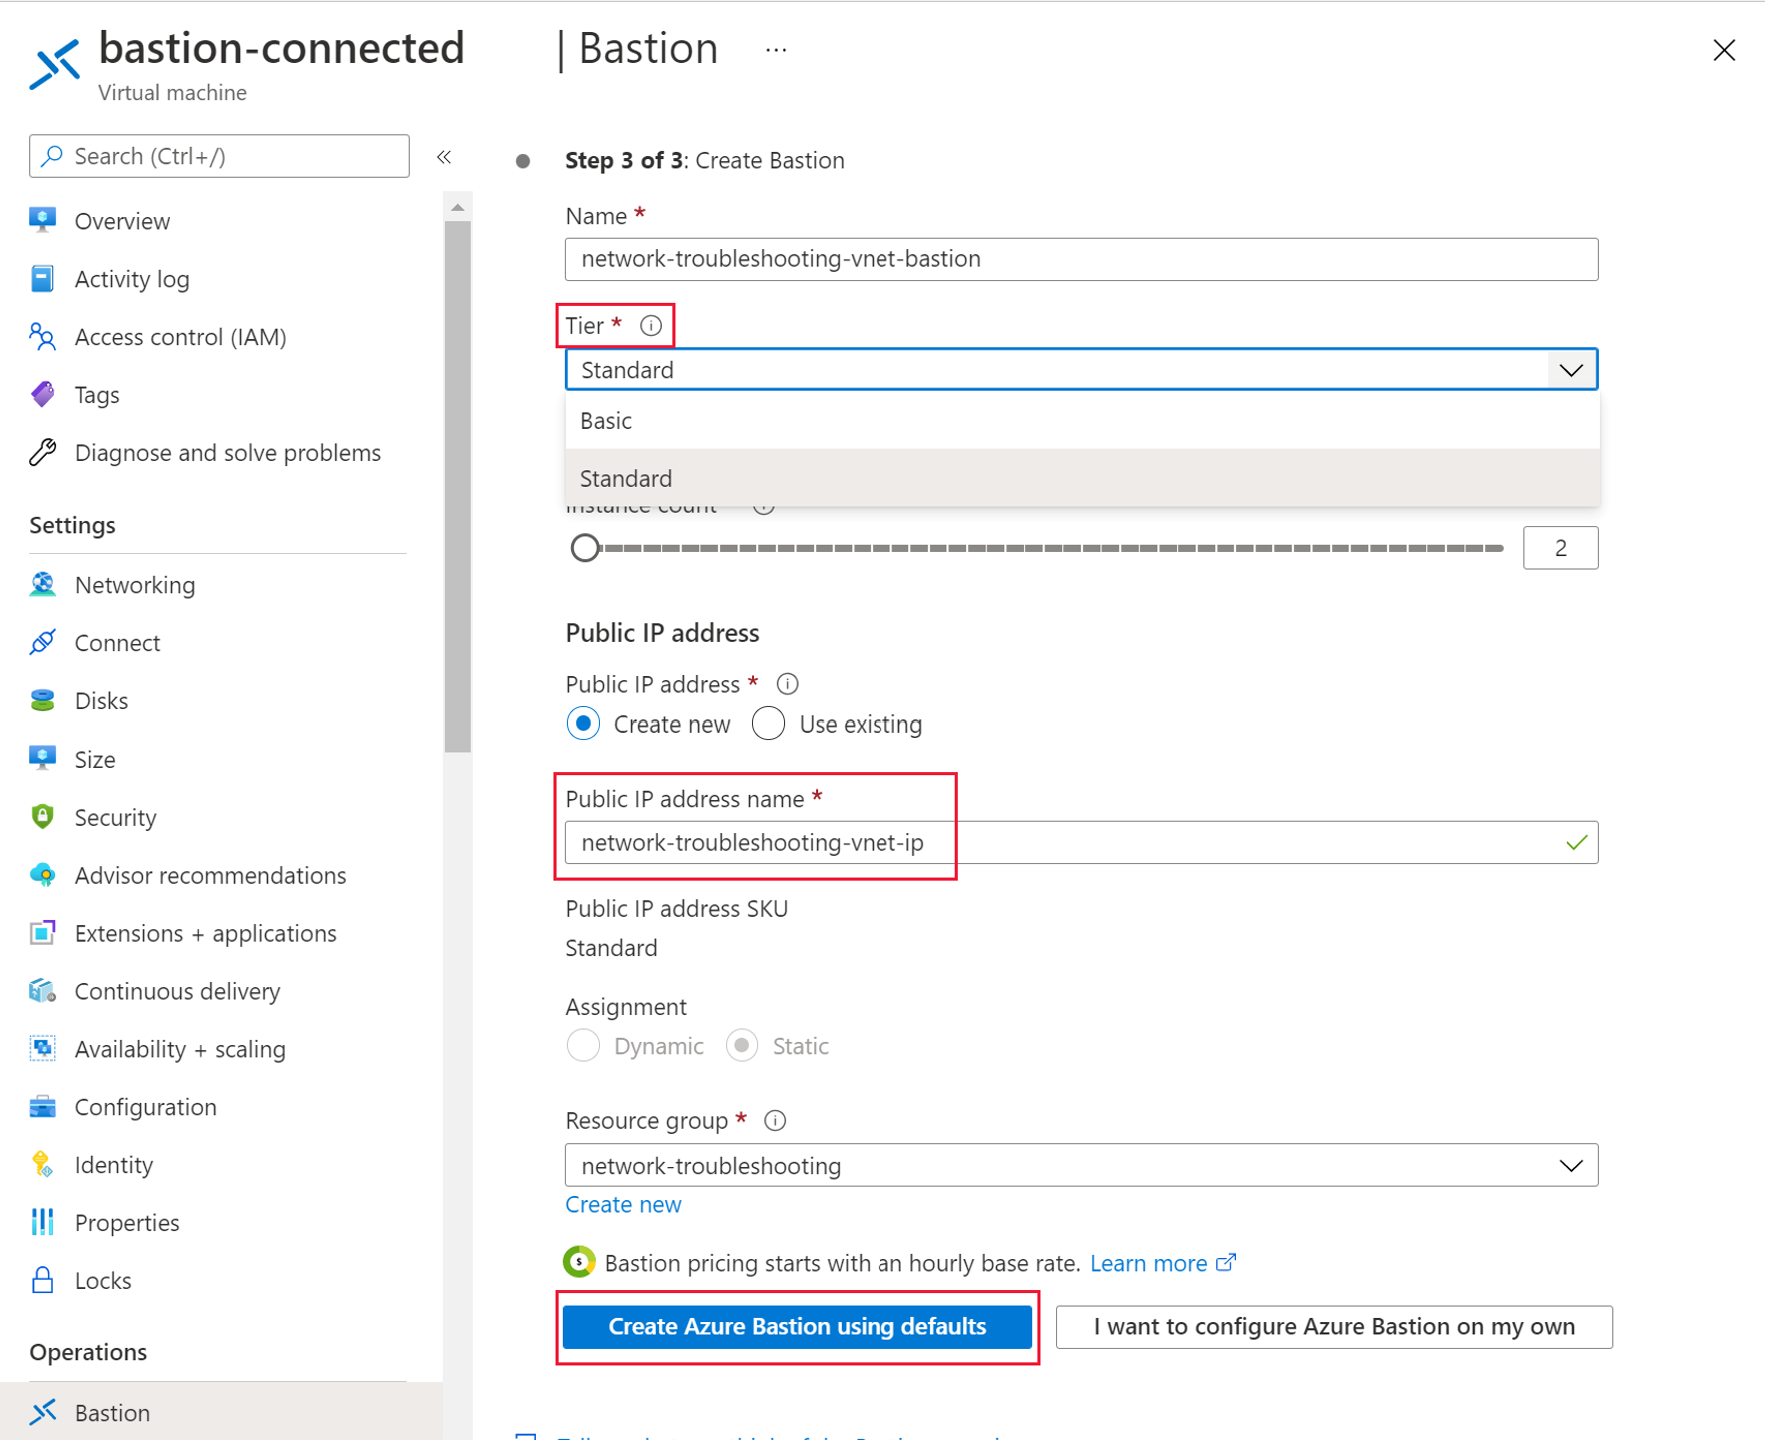 bastion-connected | Bastion ...
Virtual machine
Search (Ctrl+/)
«
Overview
Activity log
Access control (IAM)
Tags
Diagnose and solve problems
Settings
Networking
Connect
Disks
Size
Security
Advisor recommendations
Extensions + applications
Continuous delivery
Availability + scaling
Configuration
Identity
Properties
Locks
Operations
Bastion
Step 3 of 3: Create Bastion
Name *
network-troubleshooting-vnet-bastion
Tier *
Standard
Basic
Standard
Instance count
2
Public IP address
Public IP address *
Create new Use existing
Public IP address name *
network-troubleshooting-vnet-ip
Public IP address SKU
Standard
Assignment
Dynamic Static
Resource group *
network-troubleshooting
Create new
Bastion pricing starts with an hourly base rate. Learn more
Create Azure Bastion using defaults
I want to configure Azure Bastion on my own